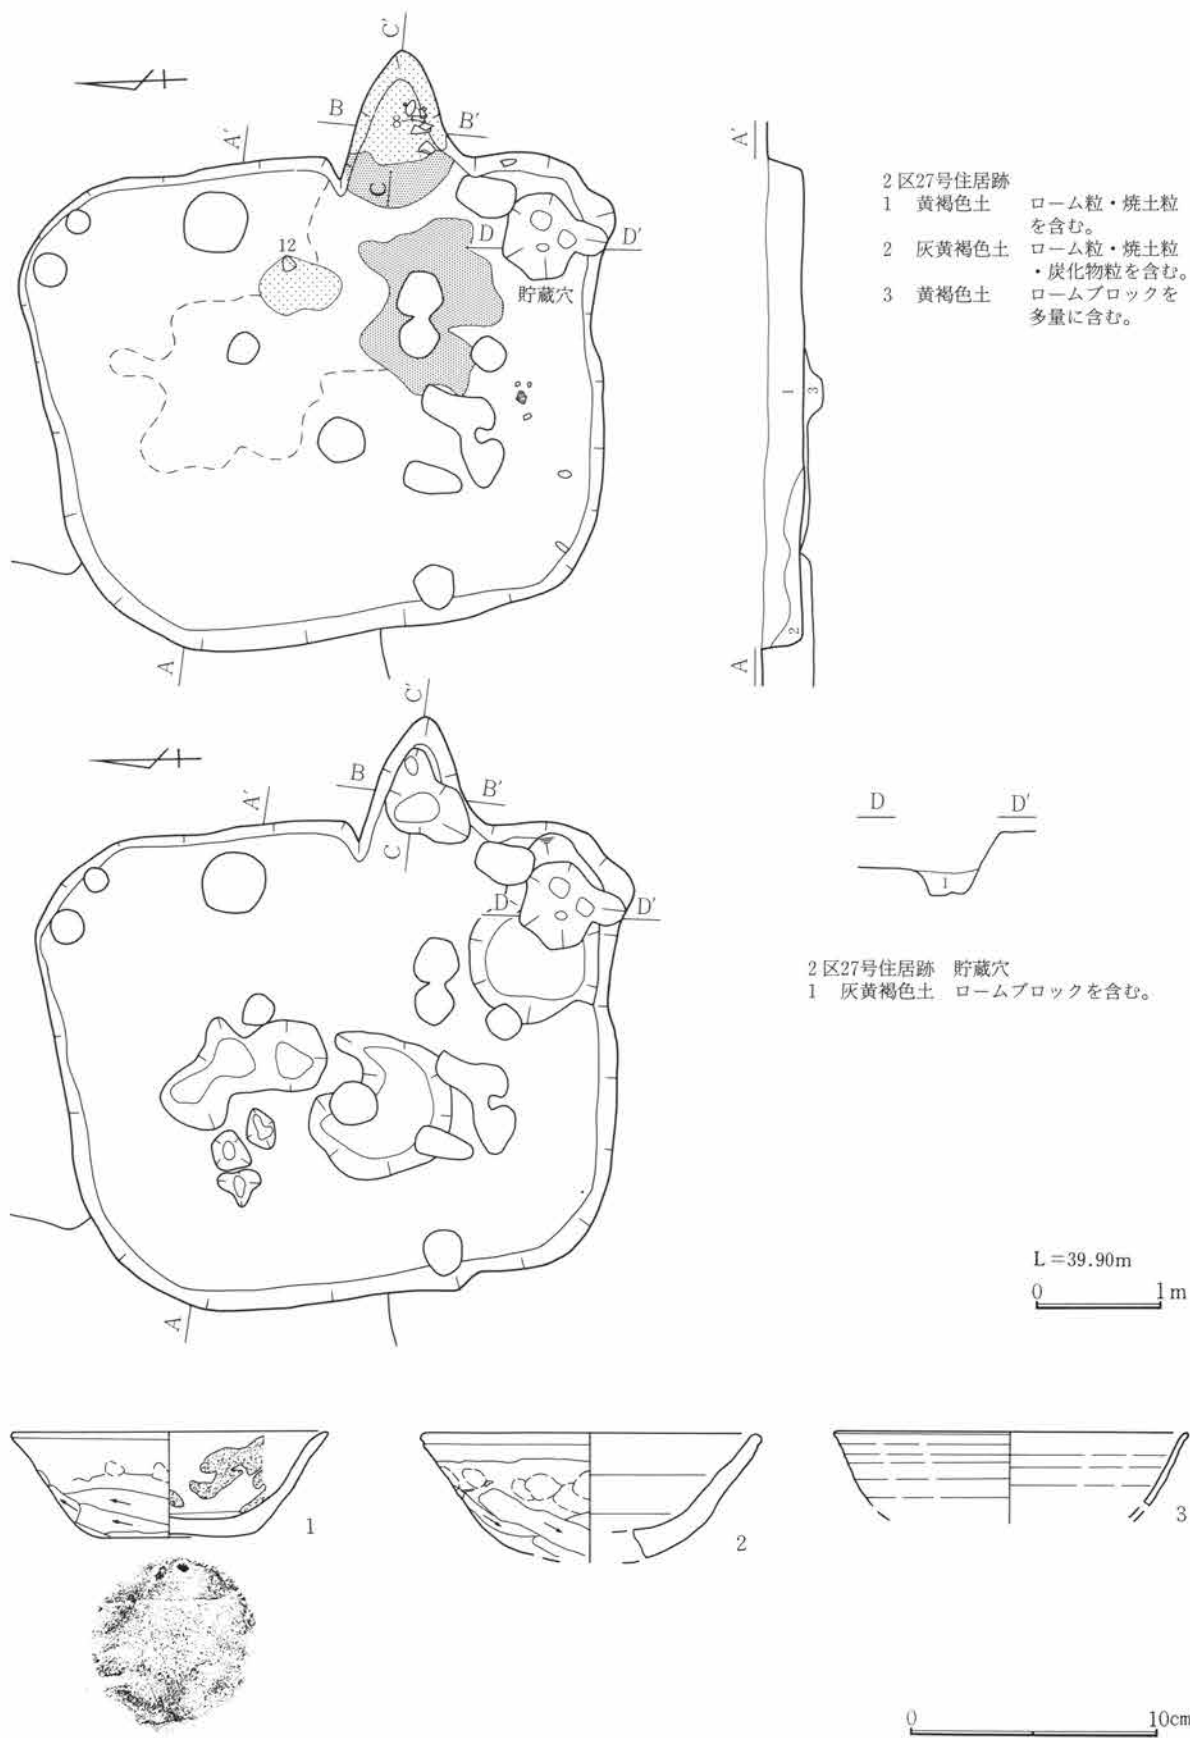 C'
B
B'
8
A'
C
12
D
D'
貯蔵穴
A
A'
1
3
2
A
2区27号住居跡
1 黄褐色土 ローム粒・焼土粒
を含む。
2 灰黄褐色土 ローム粒・焼土粒
・炭化物粒を含む。
3 黄褐色土 ロームブロックを
多量に含む。
C'
B
B'
A'
C
D
D'
A
D D'
1
2区27号住居跡 貯蔵穴
1 灰黄褐色土 ロームブロックを含む。
L=39.90m
0 1m
1
2
3
0 10cm